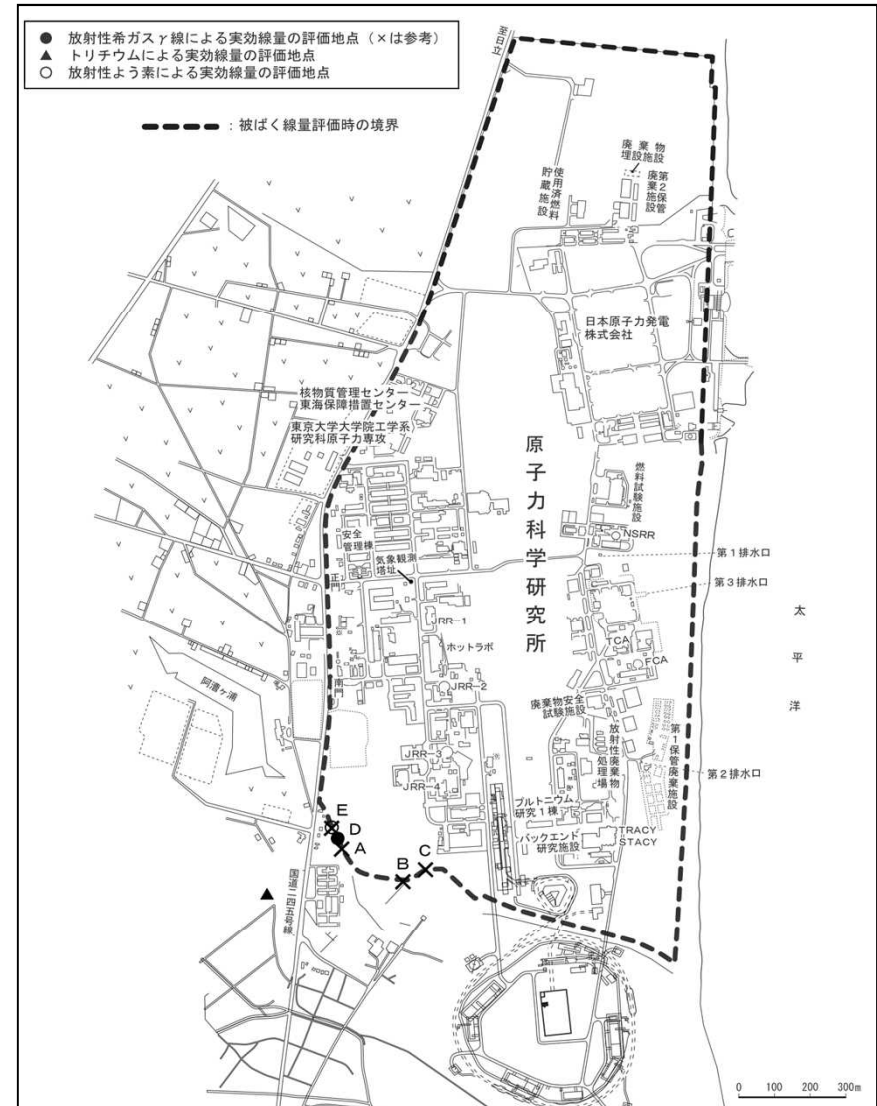 ● 放射性希ガスγ線による実効線量の評価地点（×は参考）
▲ トリチウムによる実効線量の評価地点
○ 放射性よう素による実効線量の評価地点
：被ばく線量評価時の境界
至日立
廃棄物
埋設施設
第2保管
廃棄施設
使用済燃料
貯蔵施設
日本原子力発電
株式会社
核物質管理センター
東海保障措置センター
東京大学大学院工学系
研究科原子力専攻
原子力科学研究所
燃料試験施設
NSRR
安全
管理棟
気象観測
塔址
正門
第1排水口
第3排水口
JRR-1
太平洋
TCA
ホットラボ
FCA
阿漕ヶ浦
南門
JRR-2
廃棄物安全
試験施設
放射性廃棄物
処理場
第1保管廃棄施設
JRR-3
第2排水口
JRR-4
プルトニウム
研究1棟
バックエンド
研究施設
TRACY
STACY
E
D
A
B
C
国道二四五号線
0 100 200 300m